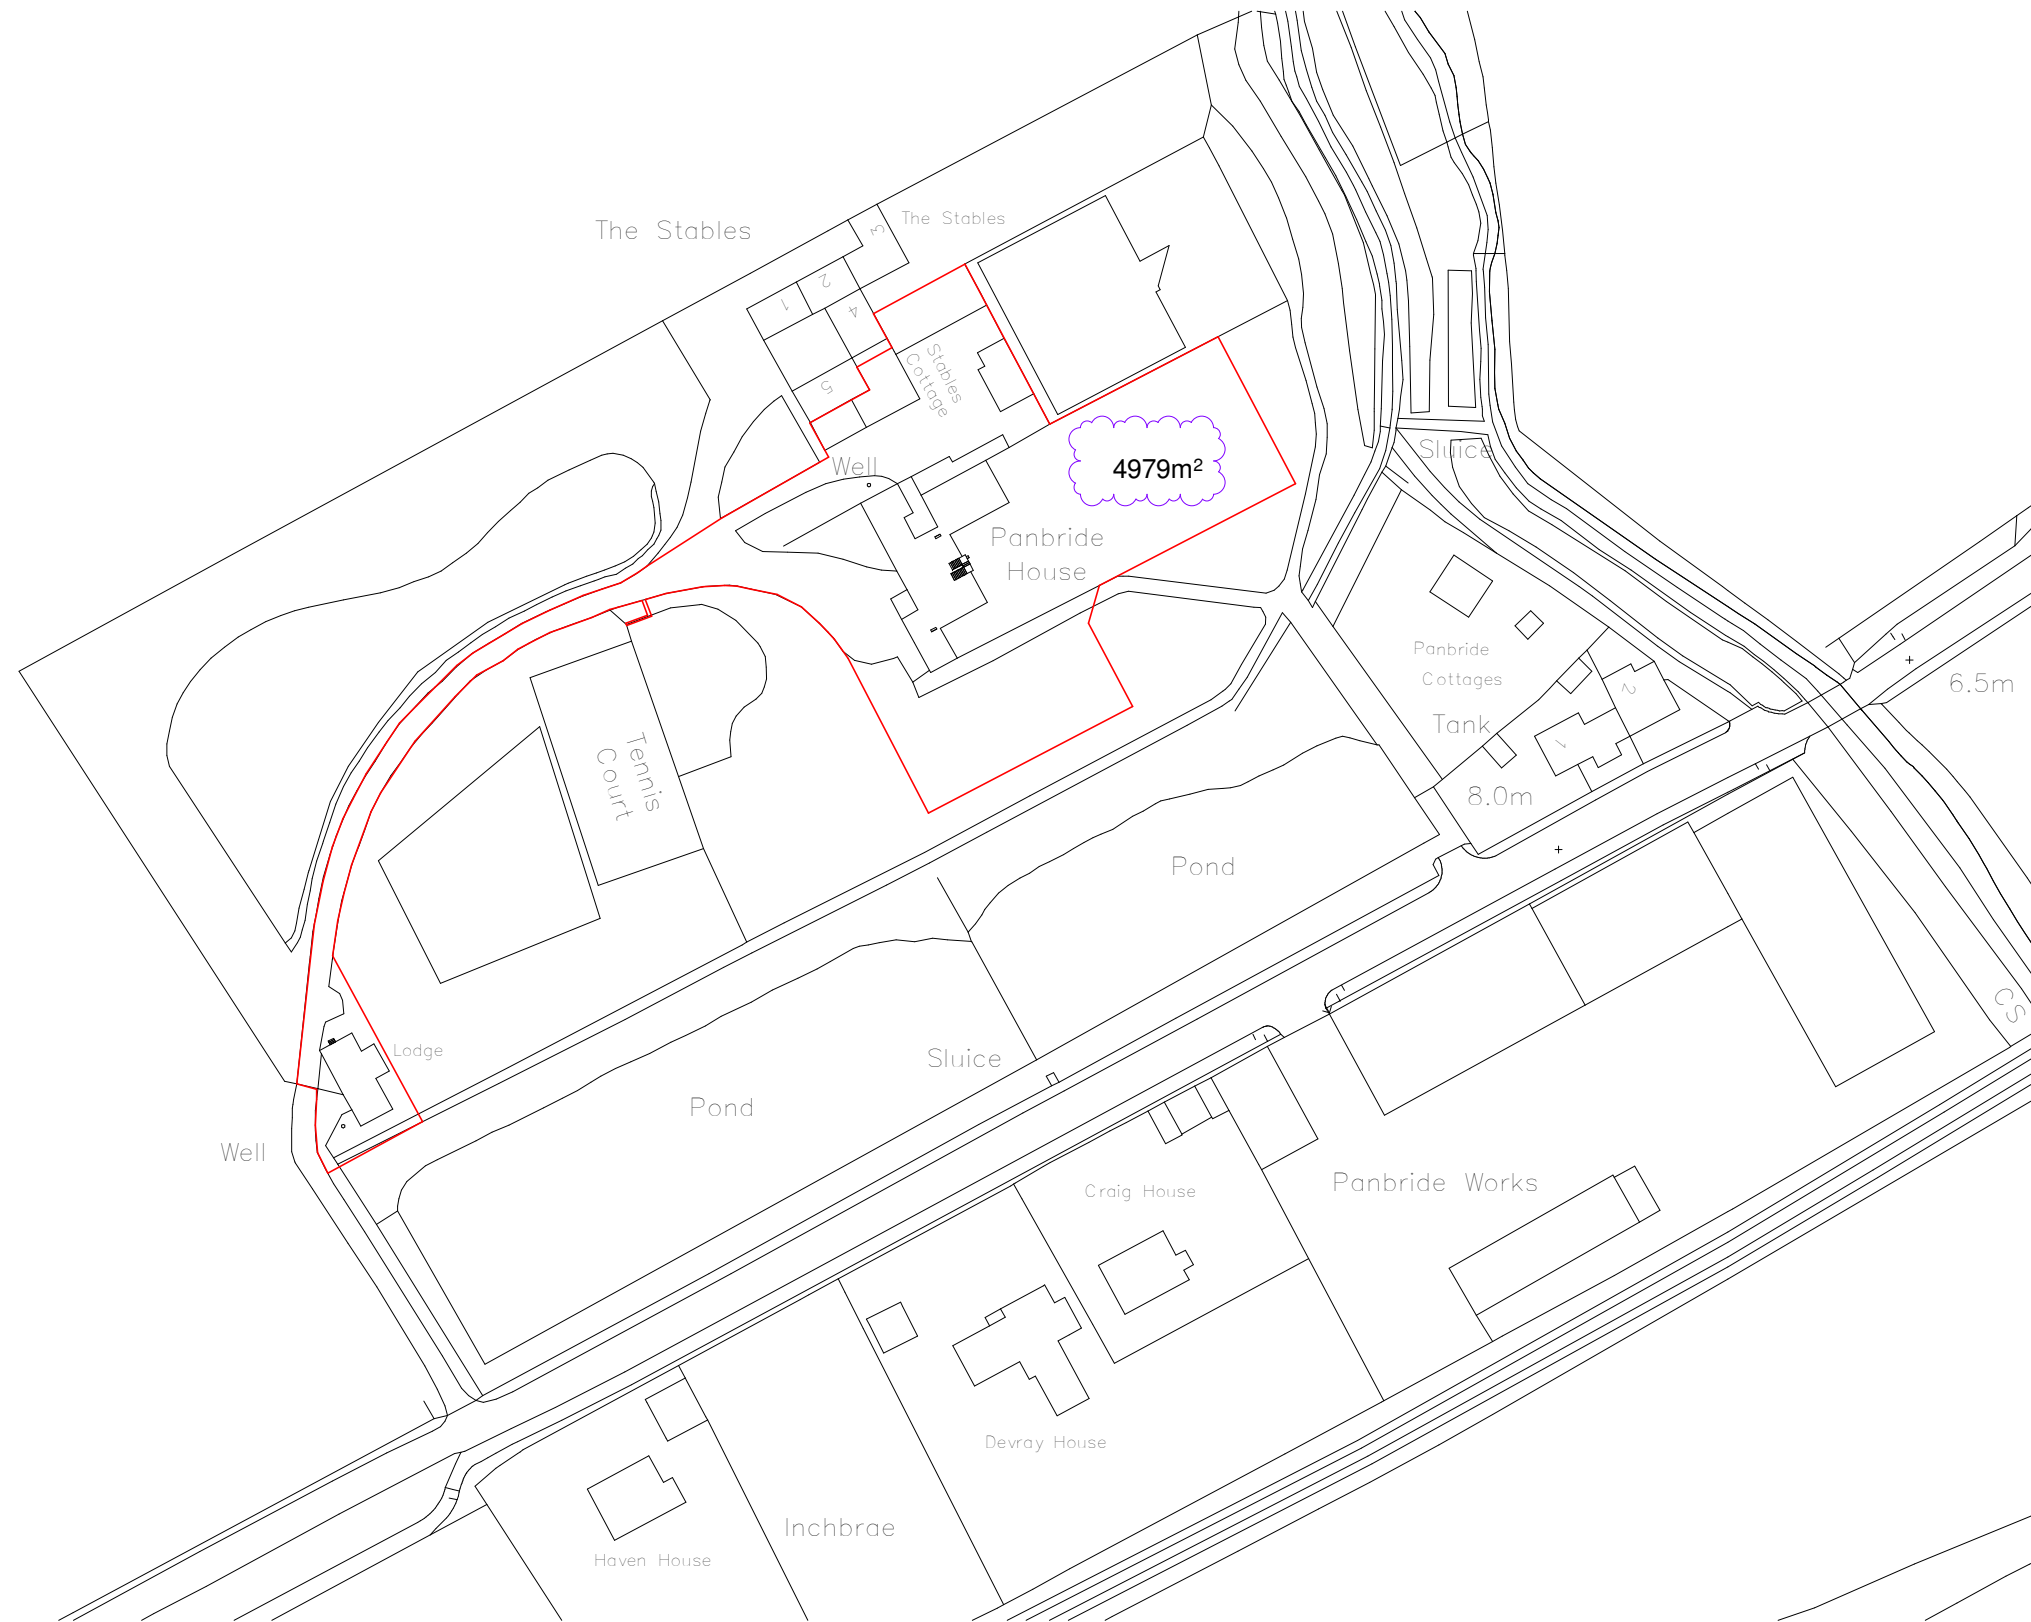 The Stables
The Stables
3
2
1
4
5
Stables
Cottage
Well
4979m²
Sluice
Panbride
House
Panbride
Cottages
2
1
Tank
6.5m
8.0m
Tennis
Court
Pond
CS
Lodge
Sluice
Pond
Well
Craig House
Panbride Works
Devray House
Inchbrae
Haven House